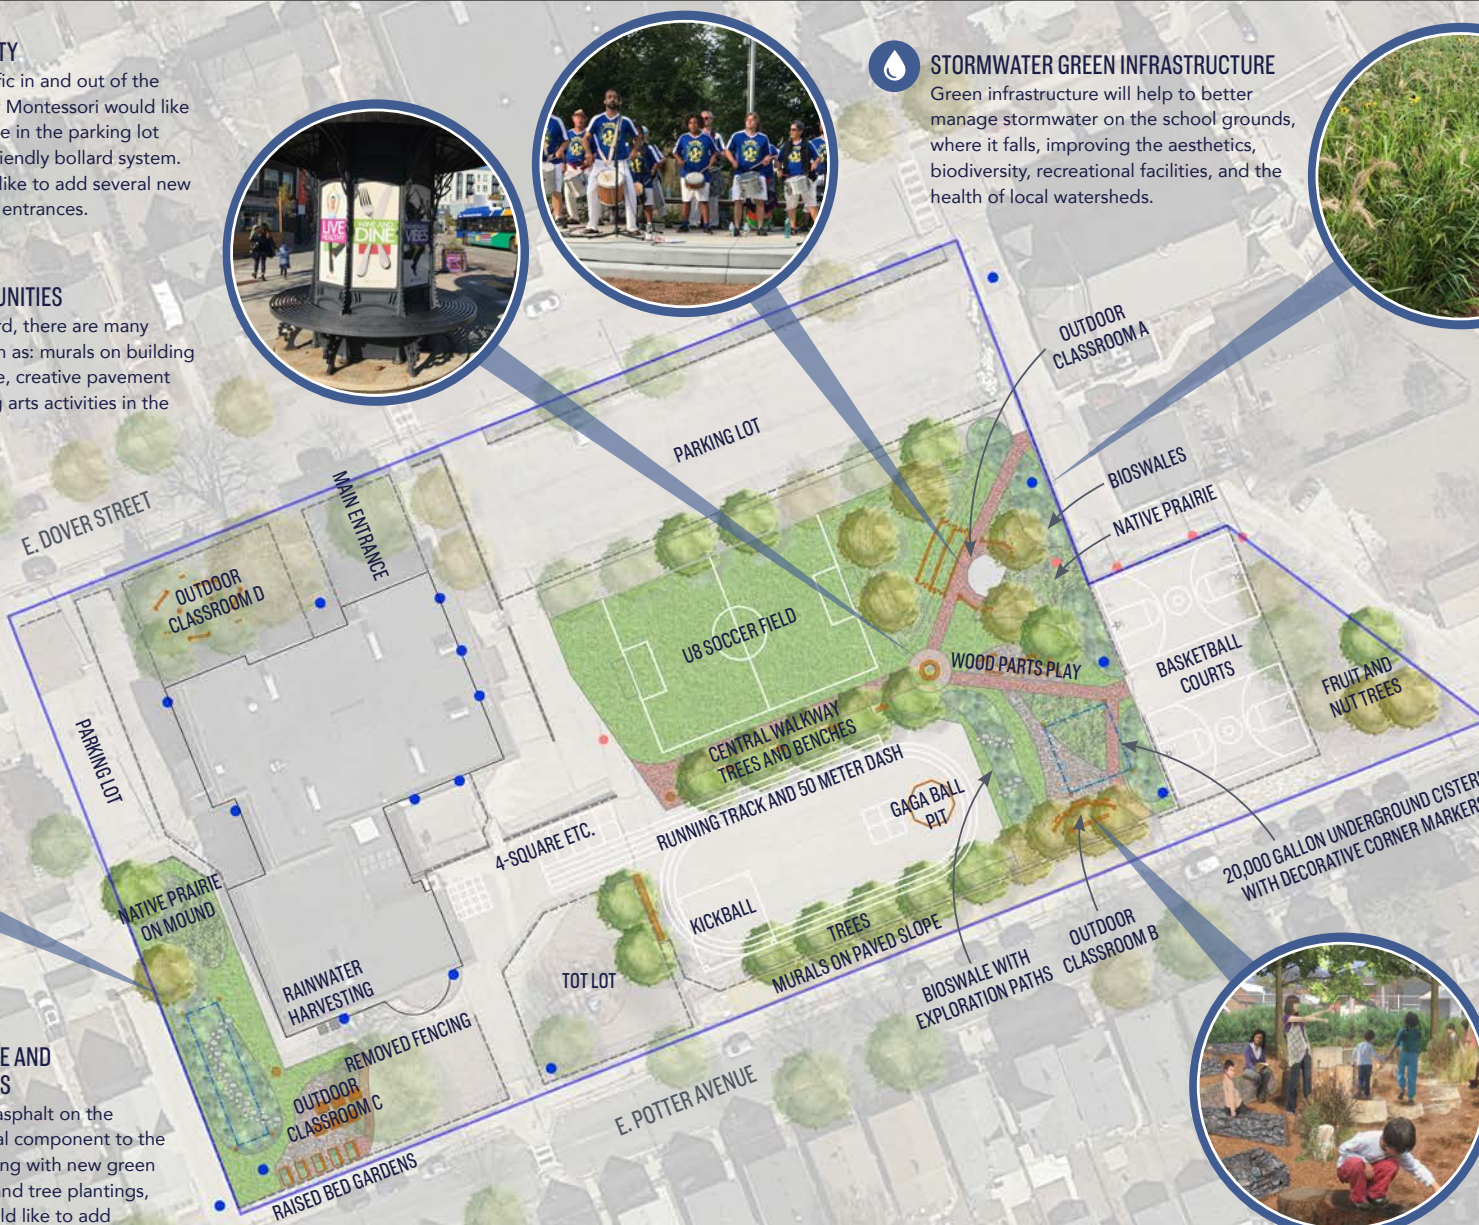 TY
fic in and out of the
Montessori would like
e in the parking lot
iendly bollard system.
like to add several new
entrances.
UNITIES
rd, there are many
h as: murals on building
e, creative pavement
g arts activities in the
STORMWATER GREEN INFRASTRUCTURE
Green infrastructure will help to better
manage stormwater on the school grounds,
where it falls, improving the aesthetics,
biodiversity, recreational facilities, and the
health of local watersheds.
LIVE
HEALTHY
WINE AND
DINE
VIBES
OUTDOOR
CLASSROOM A
PARKING LOT
BIOSWALES
NATIVE PRAIRIE
E. DOVER STREET
MAIN ENTRANCE
OUTDOOR
CLASSROOM D
U8 SOCCER FIELD
WOOD PARTS PLAY
BASKETBALL
COURTS
FRUIT AND
NUT TREES
PARKING LOT
CENTRAL WALKWAY
TREES AND BENCHES
RUNNING TRACK AND 50 METER DASH
GAGA BALL
PIT
4-SQUARE ETC.
20,000 GALLON UNDERGROUND CISTERN
WITH DECORATIVE CORNER MARKERS
NATIVE PRAIRIE
ON MOUND
KICKBALL
TREES
MURALS ON PAVED SLOPE
OUTDOOR
CLASSROOM B
BIOSWALE WITH
EXPLORATION PATHS
TOT LOT
RAINWATER
HARVESTING
REMOVED FENCING
OUTDOOR
CLASSROOM C
E. POTTER AVENUE
RAISED BED GARDENS
E AND
S
asphalt on the
al component to the
ng with new green
and tree plantings,
ld like to add